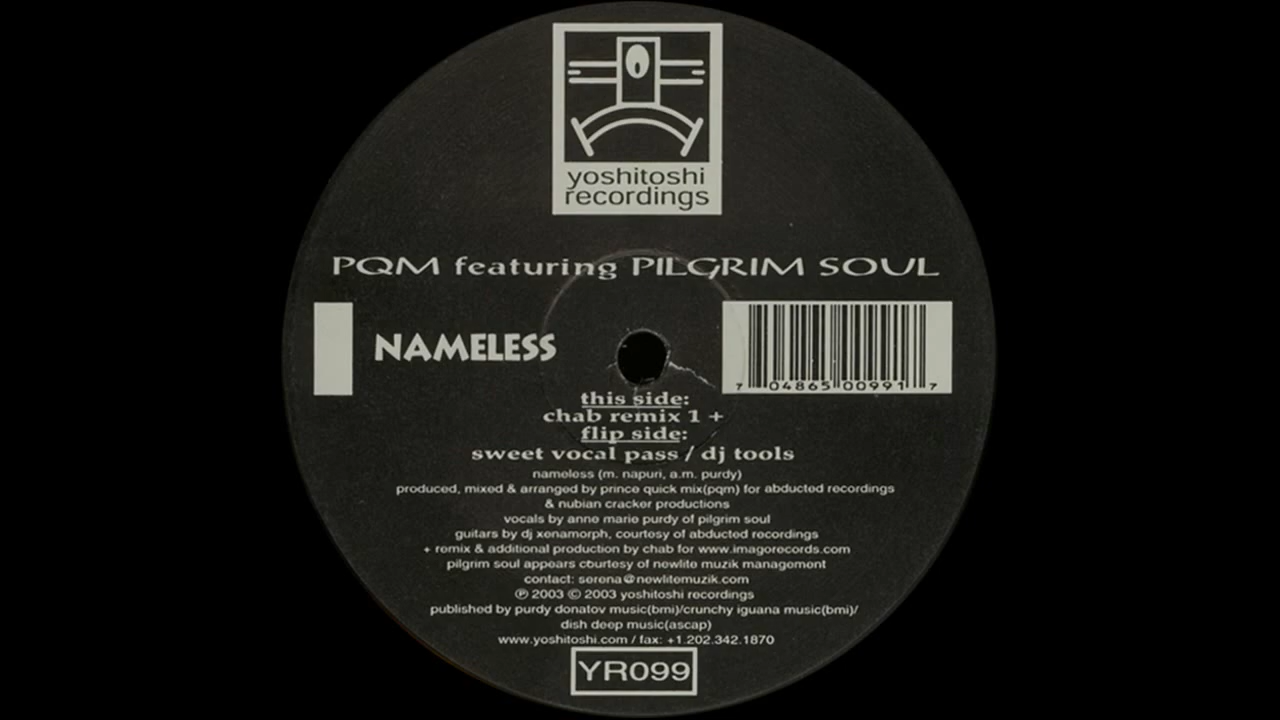 yoshitoshi
recordings
PQM featuring PILGRIM SOUL
NAMELESS
7 04865 00991 7
this side:
chab remix 1 +
flip side:
sweet vocal pass / dj tools
nameless (m. napuri, a.m. purdy)
produced, mixed & arranged by prince quick mix(pqm) for abducted recordings
& nubian cracker productions
vocals by anne marie purdy of pilgrim soul
guitars by dj xenamorph, courtesy of abducted recordings
+ remix & additional production by chab for www.imagorecords.com
pilgrim soul appears courtesy of newlite muzik management
contact: serena@newlitemuzik.com
℗ 2003 © 2003 yoshitoshi recordings
published by purdy donatov music(bmi)/crunchy iguana music(bmi)/
dish deep music(ascap)
www.yoshitoshi.com / fax: +1.202.342.1870
YR099